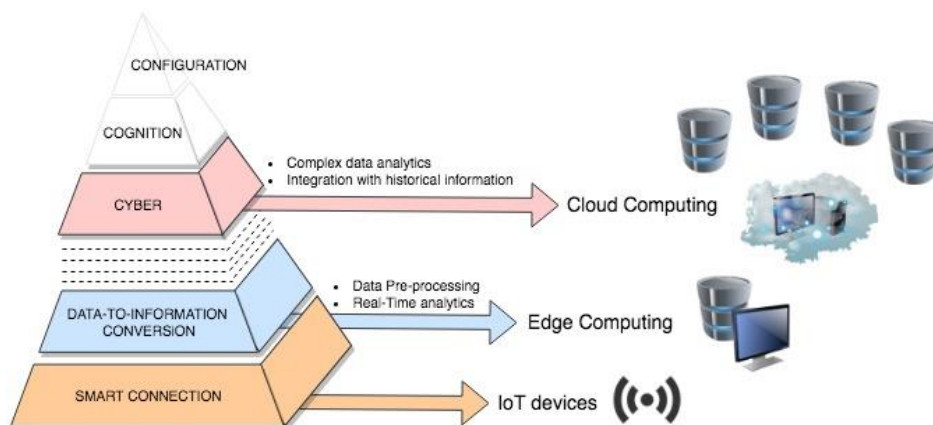 CONFIGURATION
COGNITION
• Complex data analytics
• Integration with historical information
CYBER
Cloud Computing
• Data Pre-processing
• Real-Time analytics
DATA-TO-INFORMATION
CONVERSION
Edge Computing
SMART CONNECTION
IoT devices